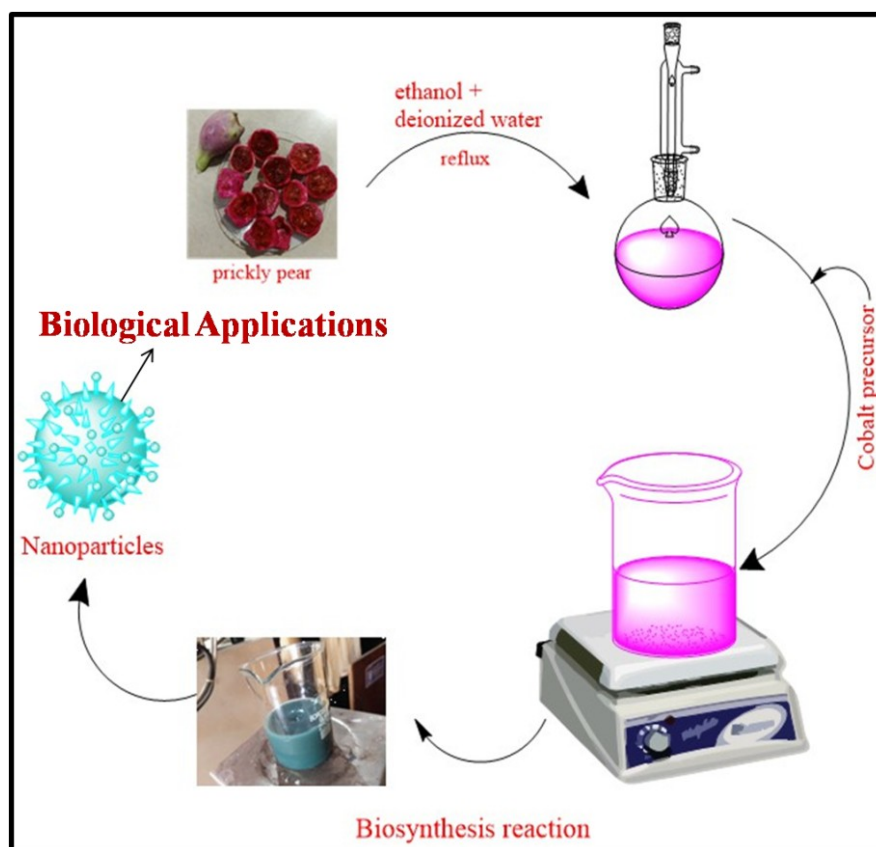 ethanol +
deionized water
reflux
prickly pear
Cobalt precursor
Biological Applications
Nanoparticles
Biosynthesis reaction